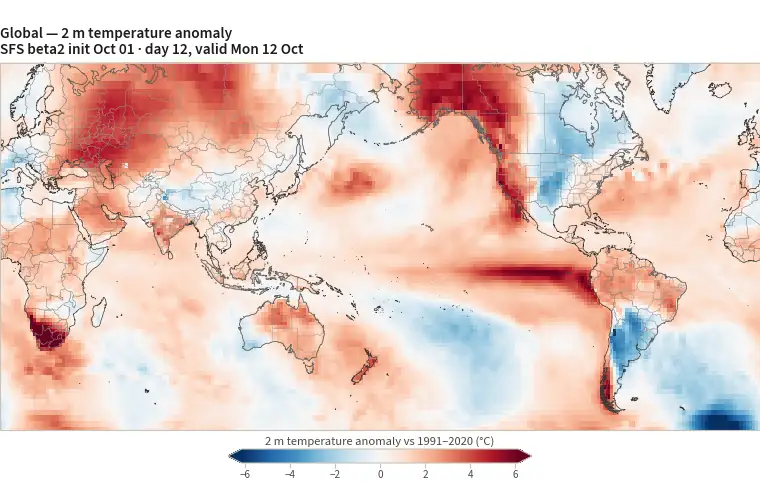 Global — 2 m temperature anomaly
SFS beta2 init Oct 01 · day 12, valid Mon 12 Oct
2 m temperature anomaly vs 1991–2020 (°C)
−6 −4 −2 0 2 4 6